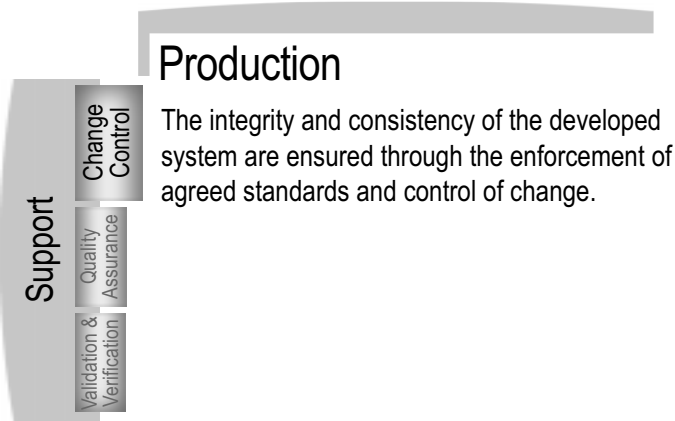 Production
The integrity and consistency of the developed
system are ensured through the enforcement of
agreed standards and control of change.
Support
Change
Control
Quality
Assurance
Validation &
Verification